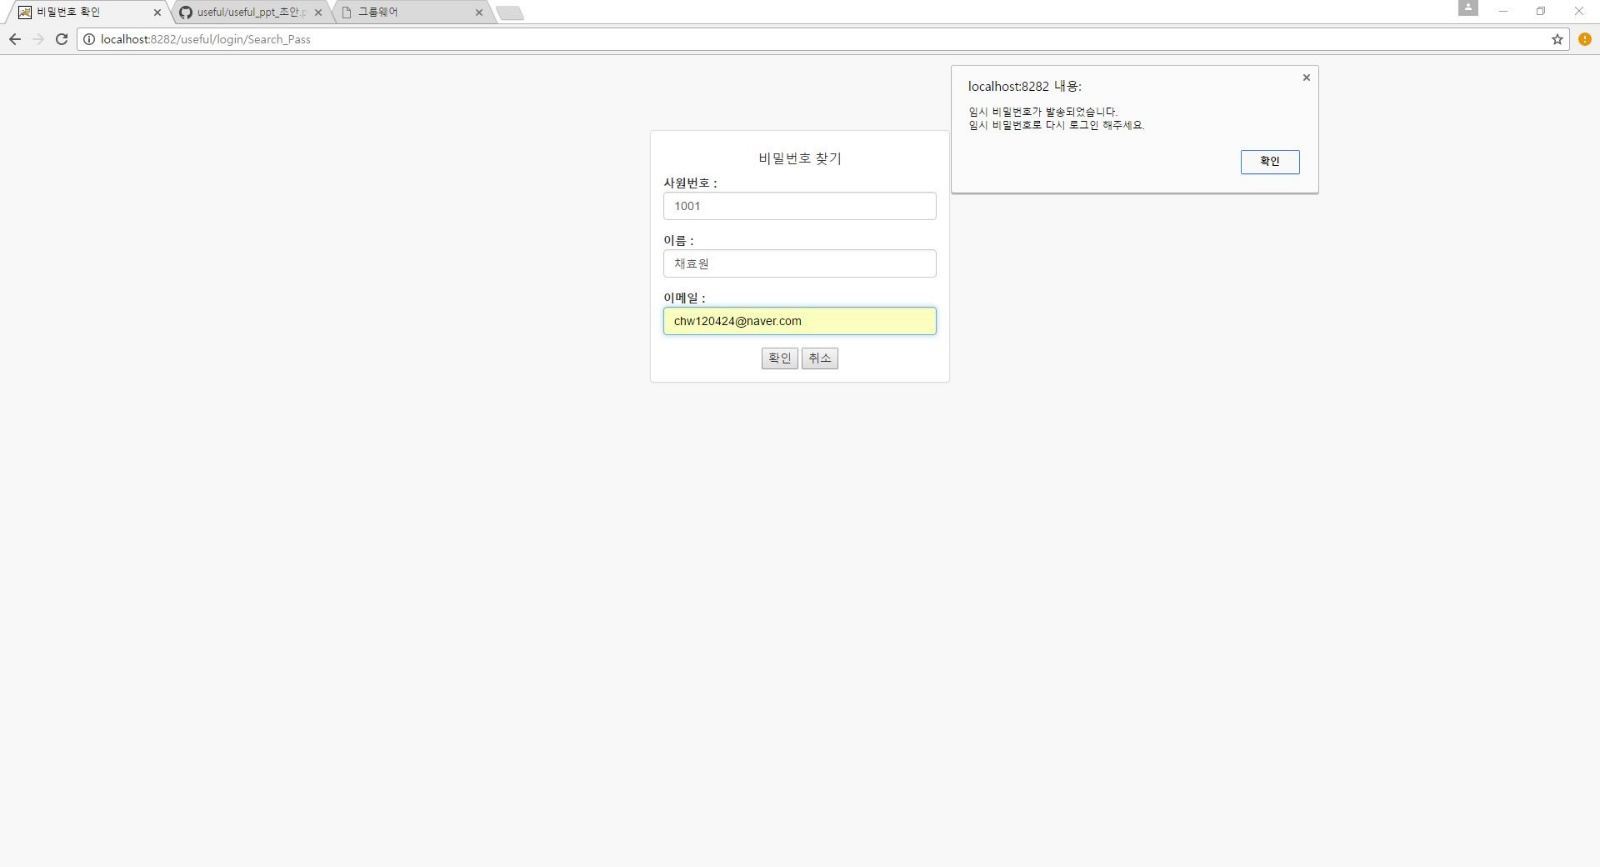 비밀번호 확인
useful/useful_ppt_조안.p
그룹웨어
localhost:8282/useful/login/Search_Pass
localhost:8282 내용:
임시 비밀번호가 발송되었습니다.
임시 비밀번호로 다시 로그인 해주세요.
확인
비밀번호 찾기
사원번호 :
1001
이름 :
채효원
이메일 :
chw120424@naver.com
확인 취소